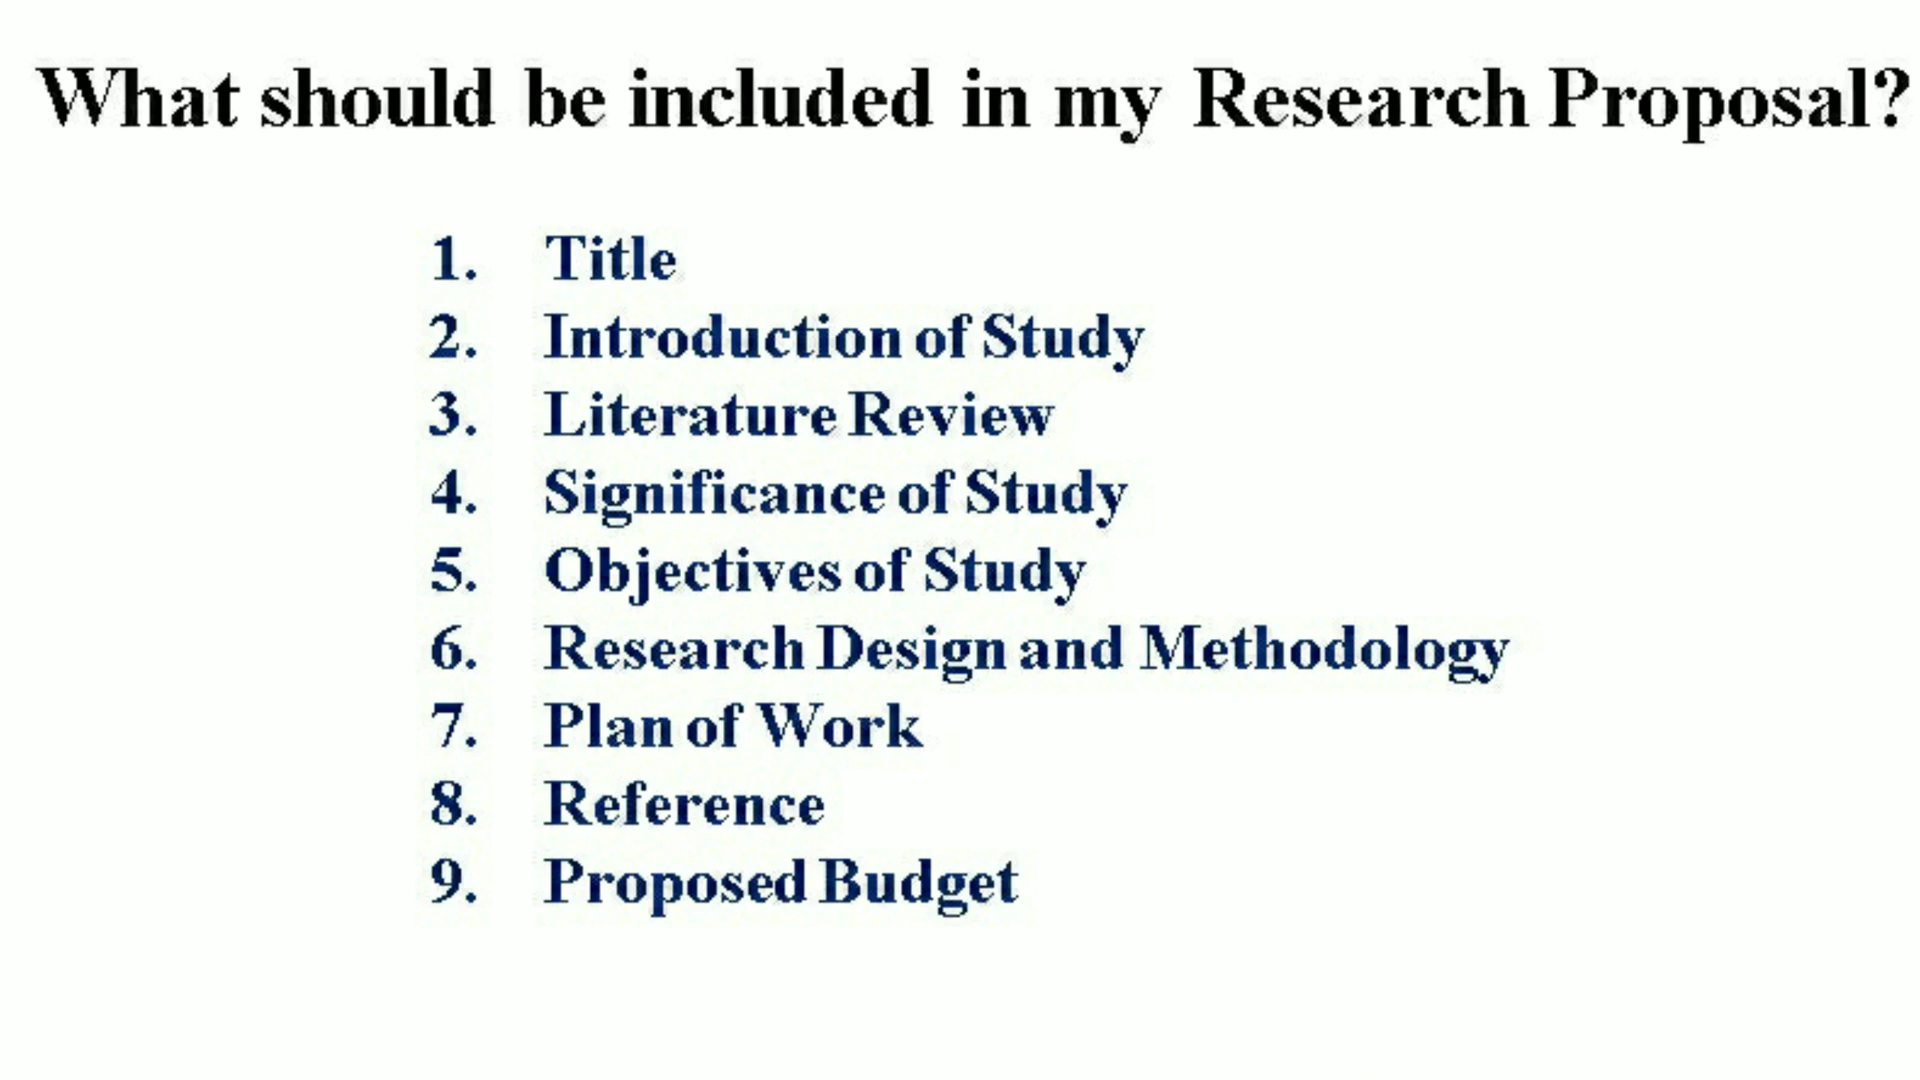 What should be included in my Research Proposal?
1. Title
2. Introduction of Study
3. Literature Review
4. Significance of Study
5. Objectives of Study
6. Research Design and Methodology
7. Plan of Work
8. Reference
9. Proposed Budget